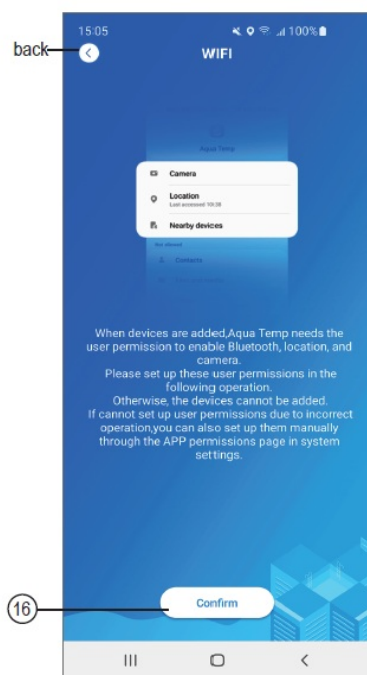 15:05
100%
back
WIFI
Aqua Temp
Camera
Location
Last accessed 10:28
Nearby devices
Not allowed
Contacts
When devices are added,Aqua Temp needs the
user permission to enable Bluetooth, location, and
camera.
Please set up these user permissions in the
following operation.
Otherwise, the devices cannot be added.
If cannot set up user permissions due to incorrect
operation,you can also set up them manually
through the APP permissions page in system
settings.
16
Confirm